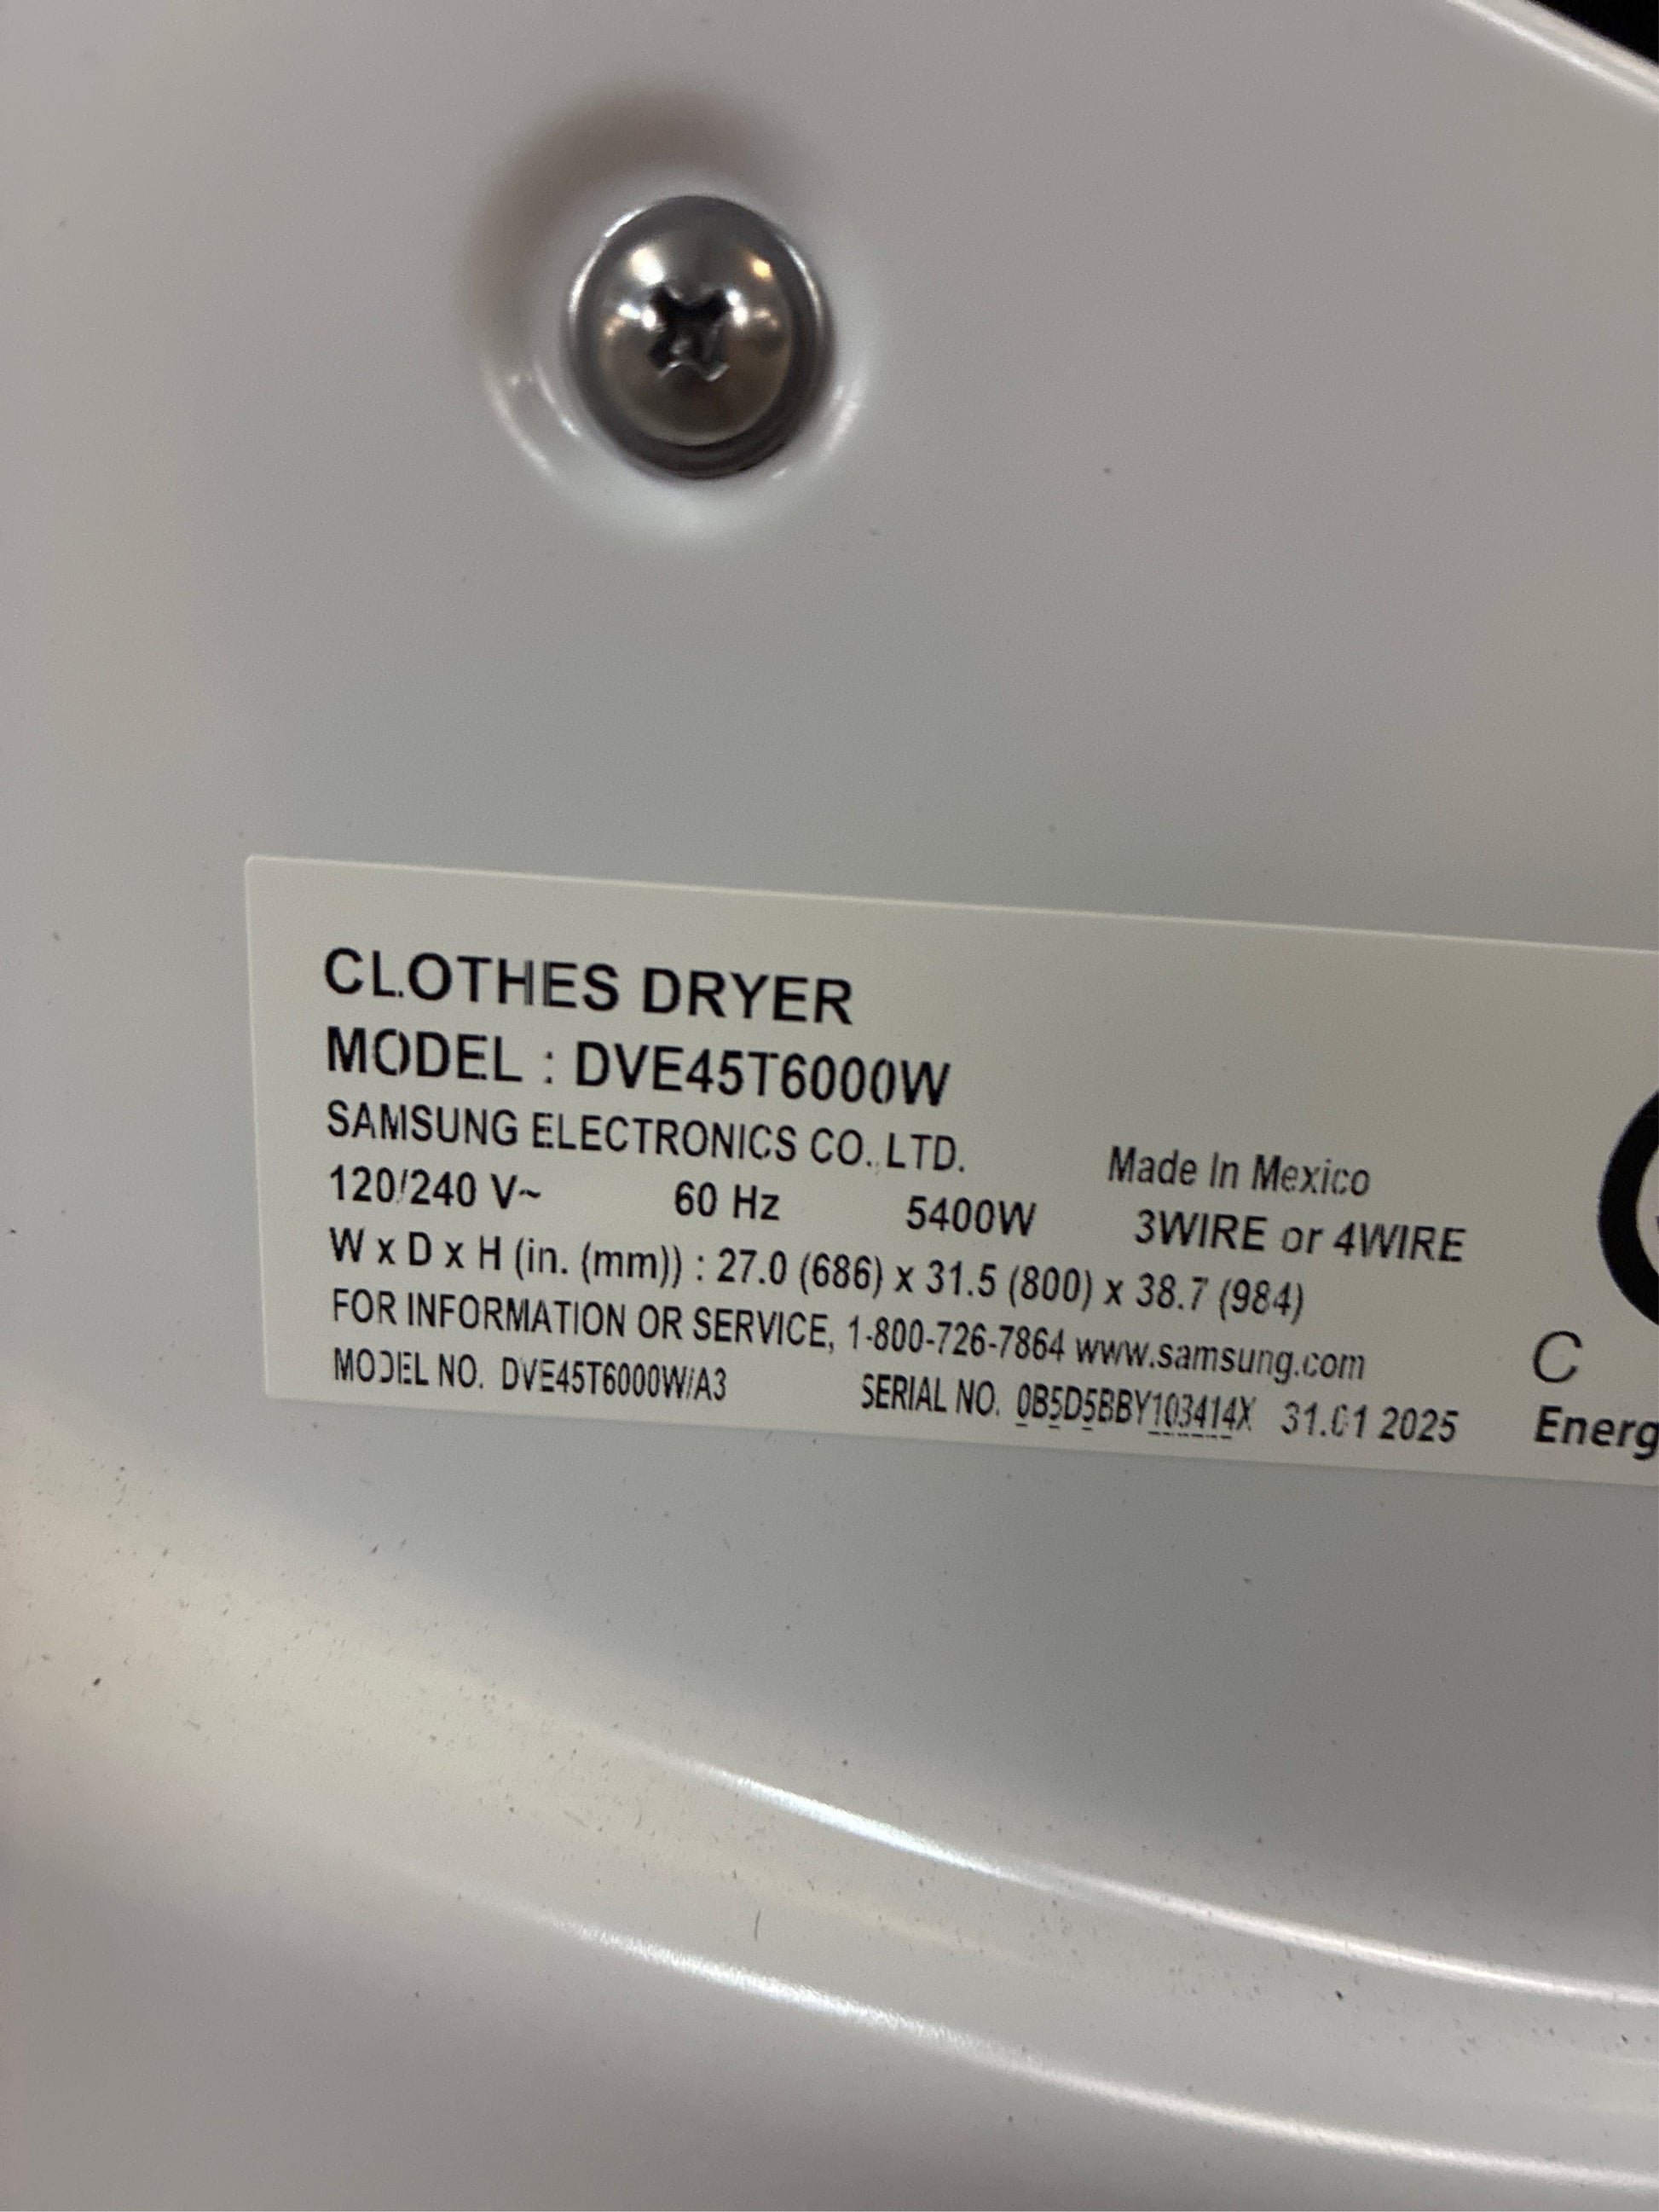 CLOTHES DRYER
MODEL : DVE45T6000W
SAMSUNG ELECTRONICS CO., LTD. Made In Mexico
120/240 V~ 60 Hz 5400W 3WIRE or 4WIRE
W x D x H (in. (mm)) : 27.0 (686) x 31.5 (800) x 38.7 (984)
FOR INFORMATION OR SERVICE, 1-800-726-7864 www.samsung.com
MODEL NO. DVE45T6000W/A3 SERIAL NO. 0B5D5BBY103414X 31.01 2025
C
Energ